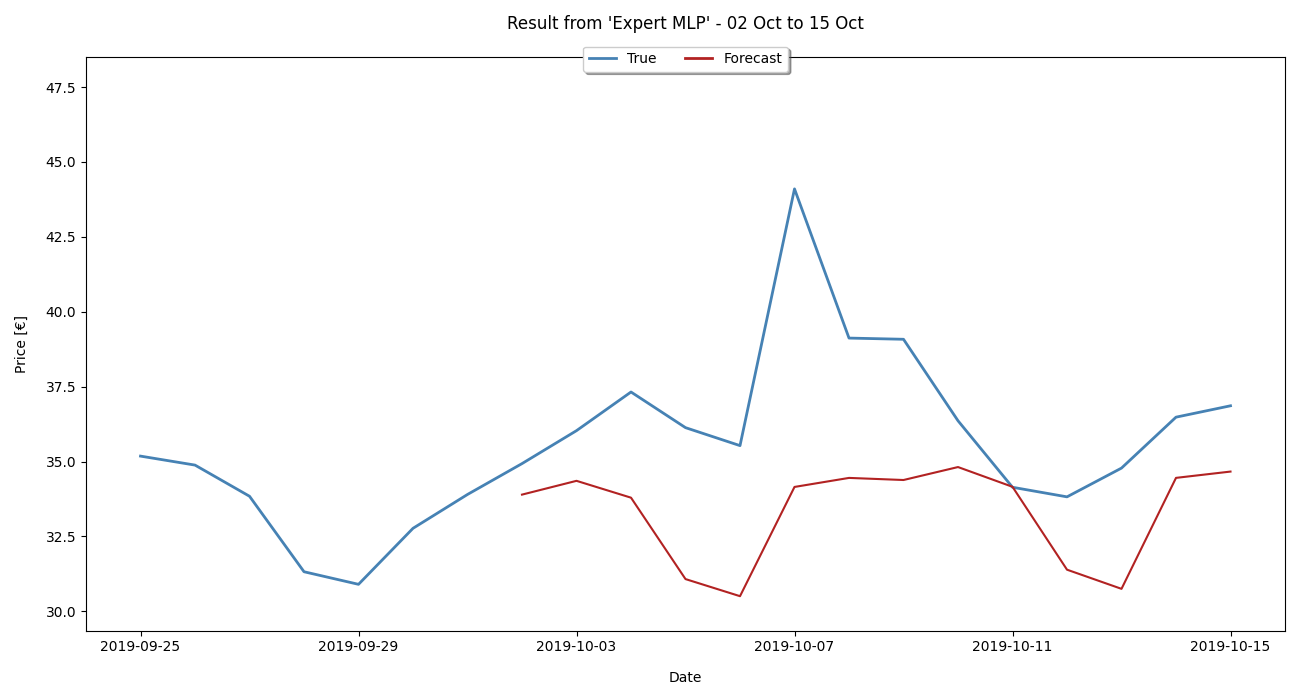 Result from 'Expert MLP' - 02 Oct to 15 Oct
True Forecast
47.5
45.0
42.5
40.0
37.5
35.0
32.5
30.0
Price [€]
2019-09-25 2019-09-29 2019-10-03 2019-10-07 2019-10-11 2019-10-15
Date